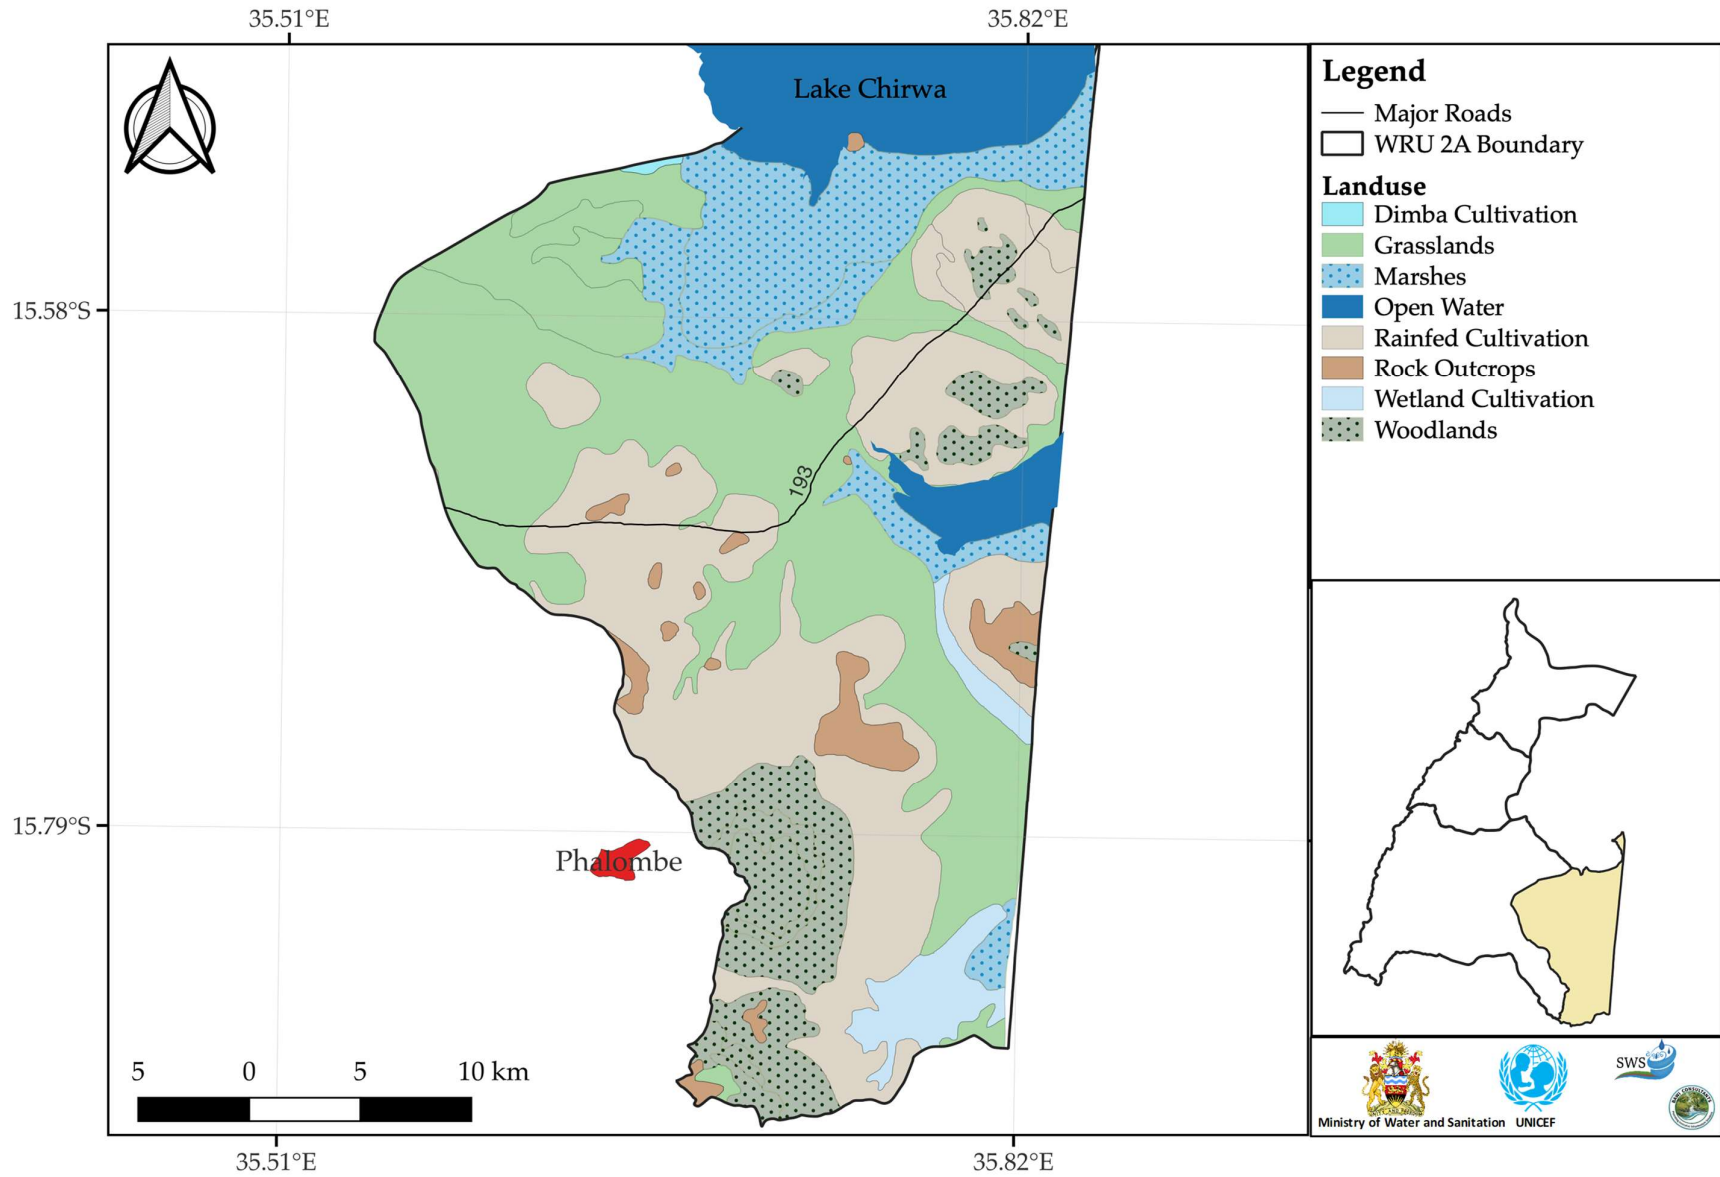 35.51°E 35.82°E
Lake Chirwa
15.58°S
193
15.79°S
Phalombe
5 0 5 10 km
35.51°E 35.82°E
Legend
Major Roads
WRU 2A Boundary
Landuse
Dimba Cultivation
Grasslands
Marshes
Open Water
Rainfed Cultivation
Rock Outcrops
Wetland Cultivation
Woodlands
SWS
Ministry of Water and Sanitation UNICEF